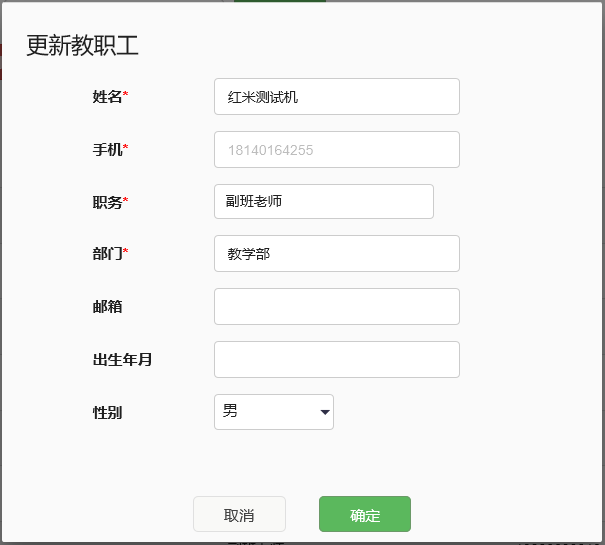 更新教职工
姓名* 红米测试机
手机* 18140164255
职务* 副班老师
部门* 教学部
邮箱
出生年月
性别 男
取消 确定